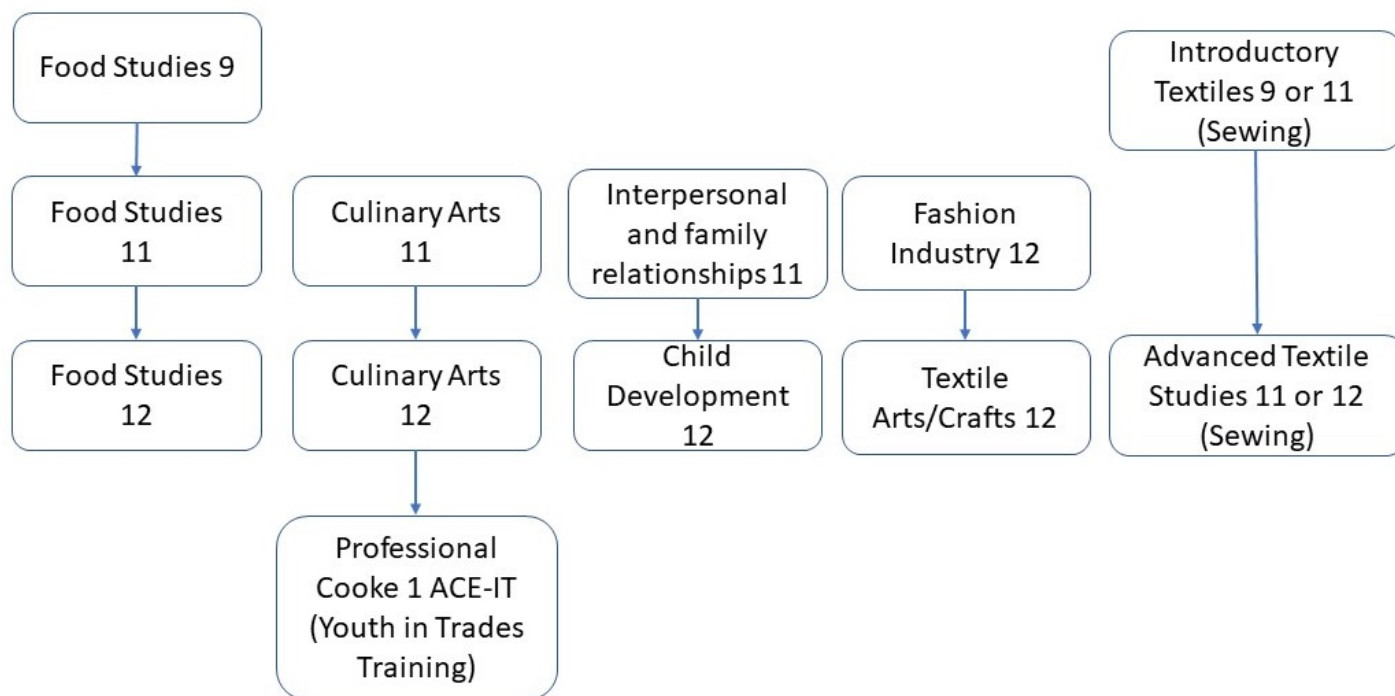 Food Studies 9
Introductory
Textiles 9 or 11
(Sewing)
Food Studies
11
Culinary Arts
11
Interpersonal
and family
relationships 11
Fashion
Industry 12
Food Studies
12
Culinary Arts
12
Child
Development
12
Textile
Arts/Crafts 12
Advanced Textile
Studies 11 or 12
(Sewing)
Professional
Cooke 1 ACE-IT
(Youth in Trades
Training)